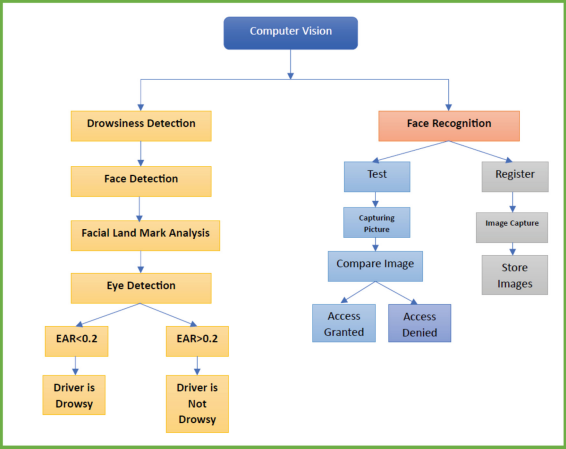 Computer Vision
Drowsiness Detection
Face Recognition
Face Detection
Test
Register
Facial Land Mark Analysis
Capturing
Picture
Image Capture
Eye Detection
Compare Image
Store
Images
EAR<0.2
EAR>0.2
Access
Granted
Access
Denied
Driver is
Drowsy
Driver is
Not
Drowsy